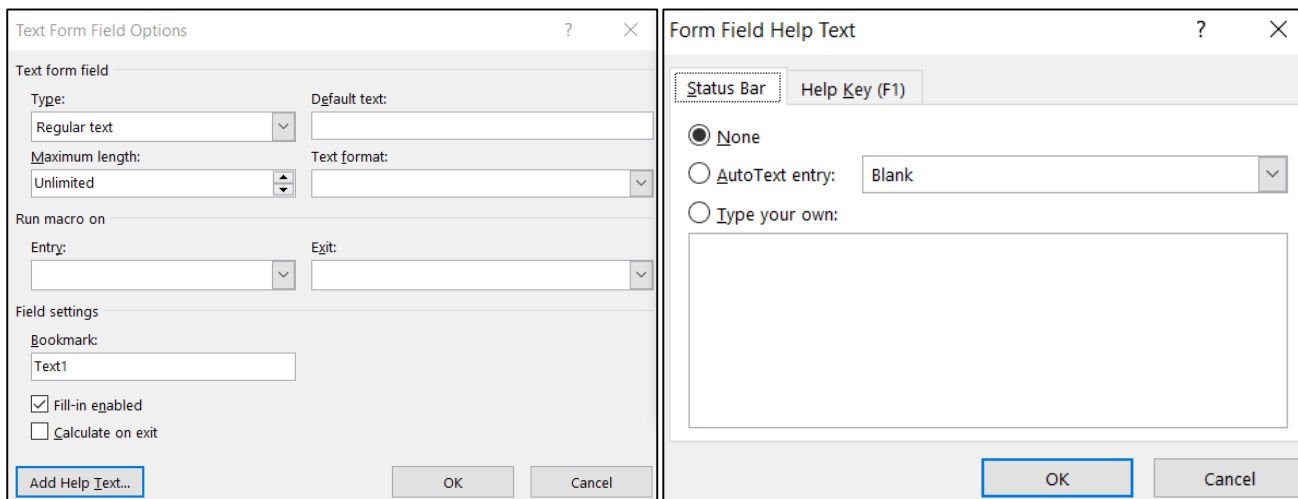 Text Form Field Options ?
Text form field
Type: Default text:
Regular text
Maximum length: Text format:
Unlimited
Run macro on
Entry: Exit:
Field settings
Bookmark:
Text1
Fill-in enabled
Calculate on exit
Add Help Text... OK Cancel
Form Field Help Text ?
Status Bar Help Key (F1)
None
AutoText entry: Blank
Type your own:
OK Cancel